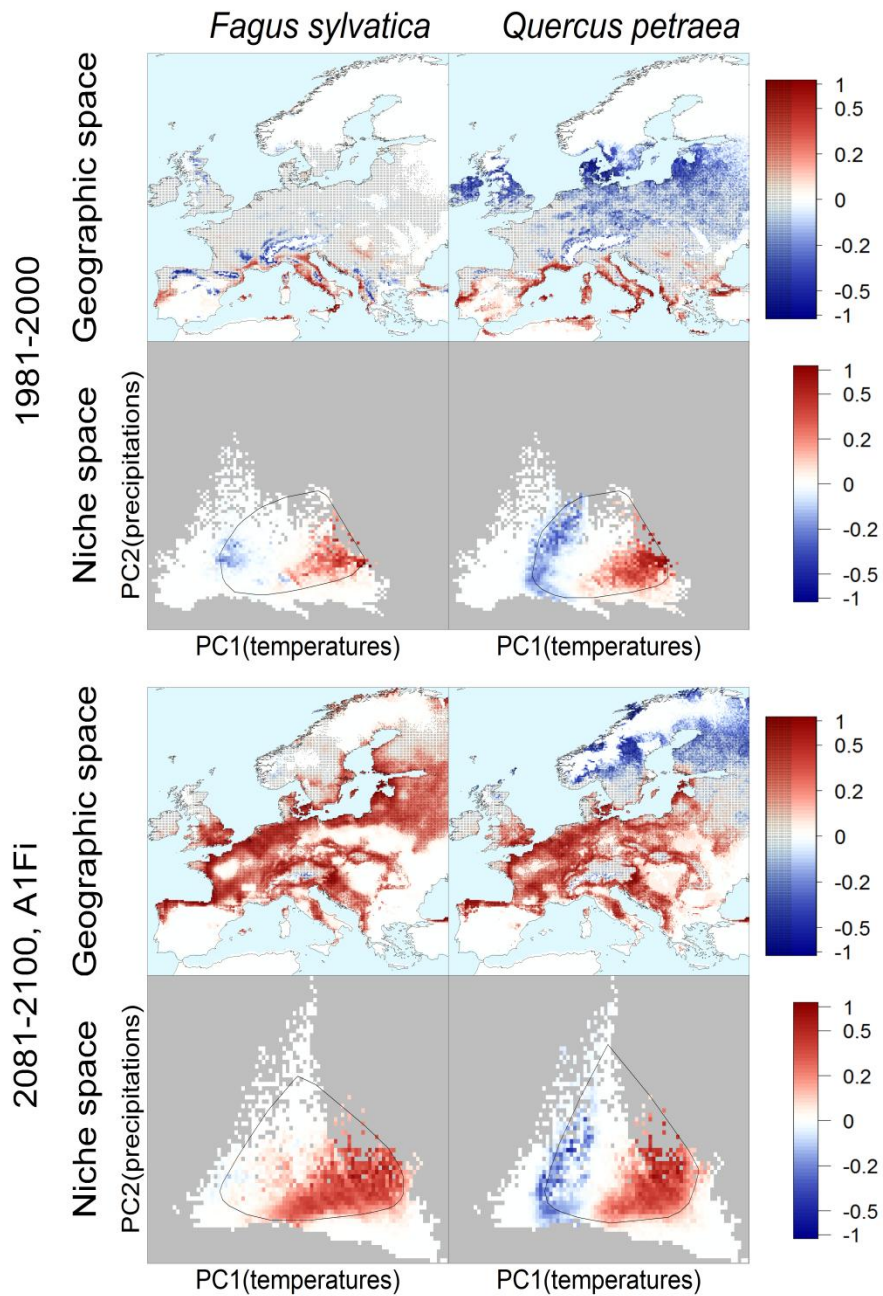 Fagus sylvatica
Quercus petraea
1981-2000
Geographic space
1
0.5
0.2
0
-0.2
-0.5
-1
Niche space
PC2(precipitations)
1
0.5
0.2
0
-0.2
-0.5
-1
PC1(temperatures)
PC1(temperatures)
2081-2100, A1Fi
Geographic space
1
0.5
0.2
0
-0.2
-0.5
-1
Niche space
PC2(precipitations)
1
0.5
0.2
0
-0.2
-0.5
-1
PC1(temperatures)
PC1(temperatures)